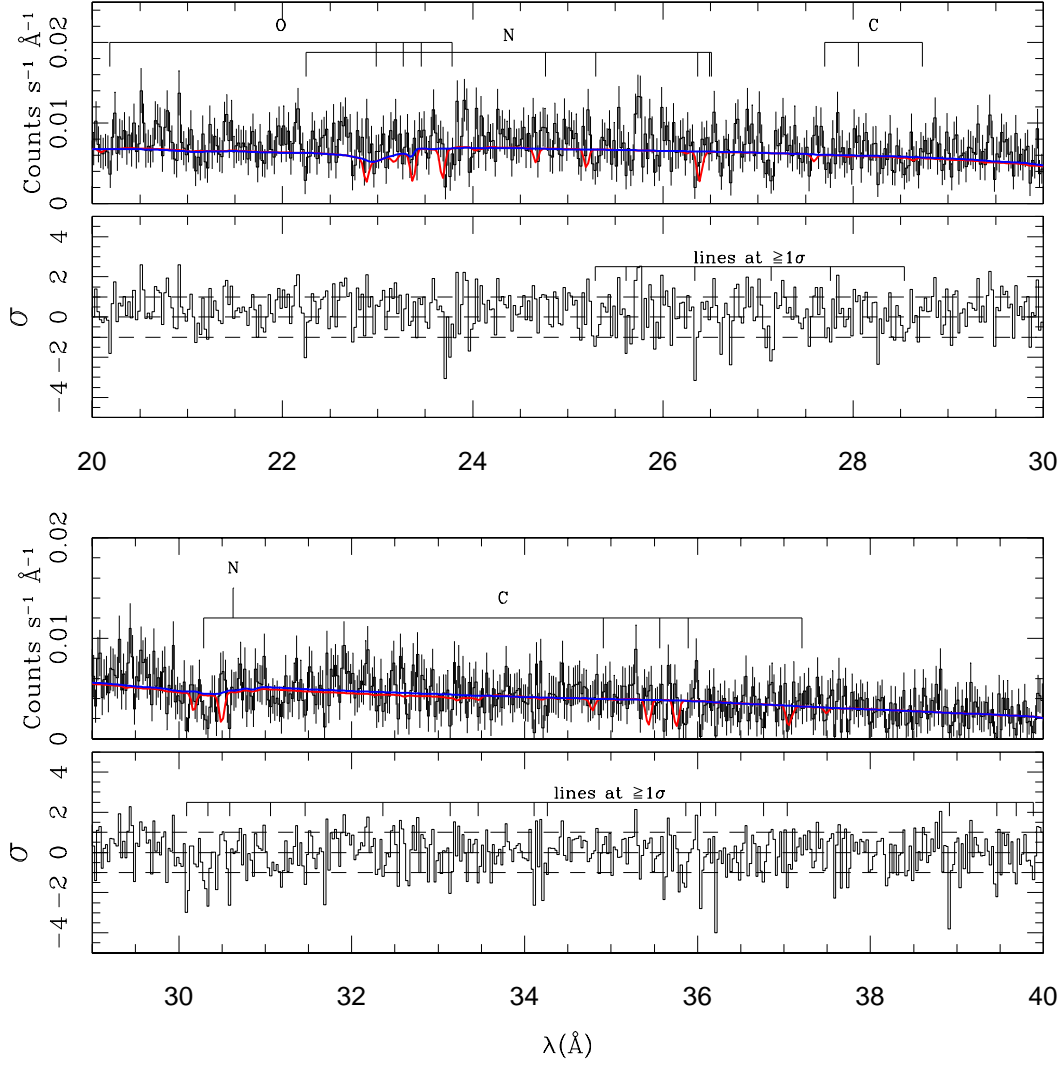 O
N
C
Counts s⁻¹ Å⁻¹
0 0.01 0.02
lines at ≧1σ
σ
−4 −2 0 2 4
20 22 24 26 28 30
N
C
Counts s⁻¹ Å⁻¹
0 0.01 0.02
lines at ≧1σ
σ
−4 −2 0 2 4
30 32 34 36 38 40
λ(Å)